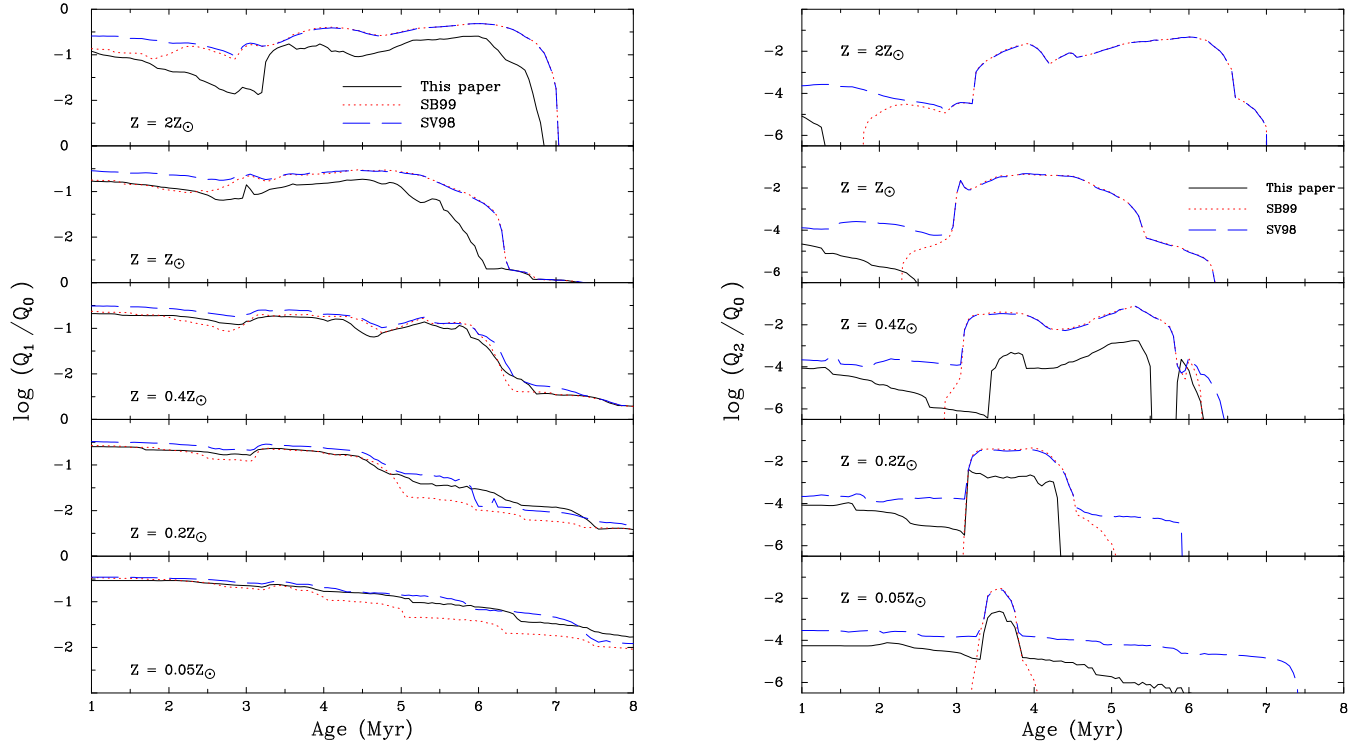 0
-1
-2
0
Z = 2Z⊙
This paper
SB99
SV98
-1
-2
0
Z = Z⊙
-1
-2
0
Z = 0.4Z⊙
-1
-2
0
Z = 0.2Z⊙
-1
-2
Z = 0.05Z⊙
1 2 3 4 5 6 7 8
Age (Myr)
log (Q1 /Q0)
-2
-4
-6
Z = 2Z⊙
-2
-4
-6
Z = Z⊙
This paper
SB99
SV98
-2
-4
-6
Z = 0.4Z⊙
-2
-4
-6
Z = 0.2Z⊙
-2
-4
-6
Z = 0.05Z⊙
1 2 3 4 5 6 7 8
Age (Myr)
log (Q2 /Q0)